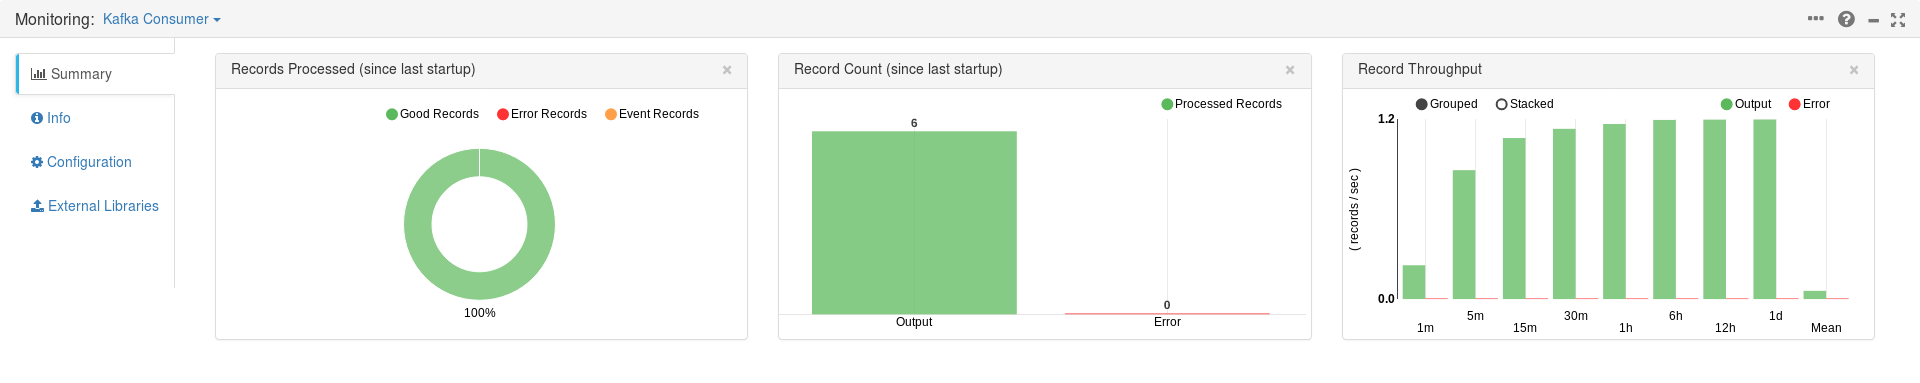 Monitoring: Kafka Consumer
Summary
Info
Configuration
External Libraries
Records Processed (since last startup)
Good Records Error Records Event Records
100%
Record Count (since last startup)
Processed Records
6
0
Output Error
Record Throughput
Grouped Stacked Output Error
1.2
( records / sec )
0.0
5m 30m 6h 1d
1m 15m 1h 12h Mean